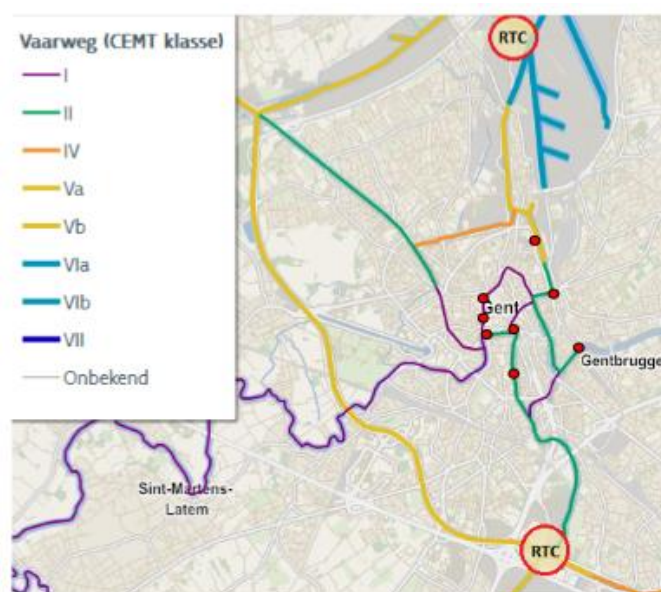 Vaarweg (CEMT klasse)
I
II
IV
Va
Vb
VIa
VIb
VII
Onbekend
RTC
Gent
Gentbrugge
Sint-Martens-
Latem
RTC